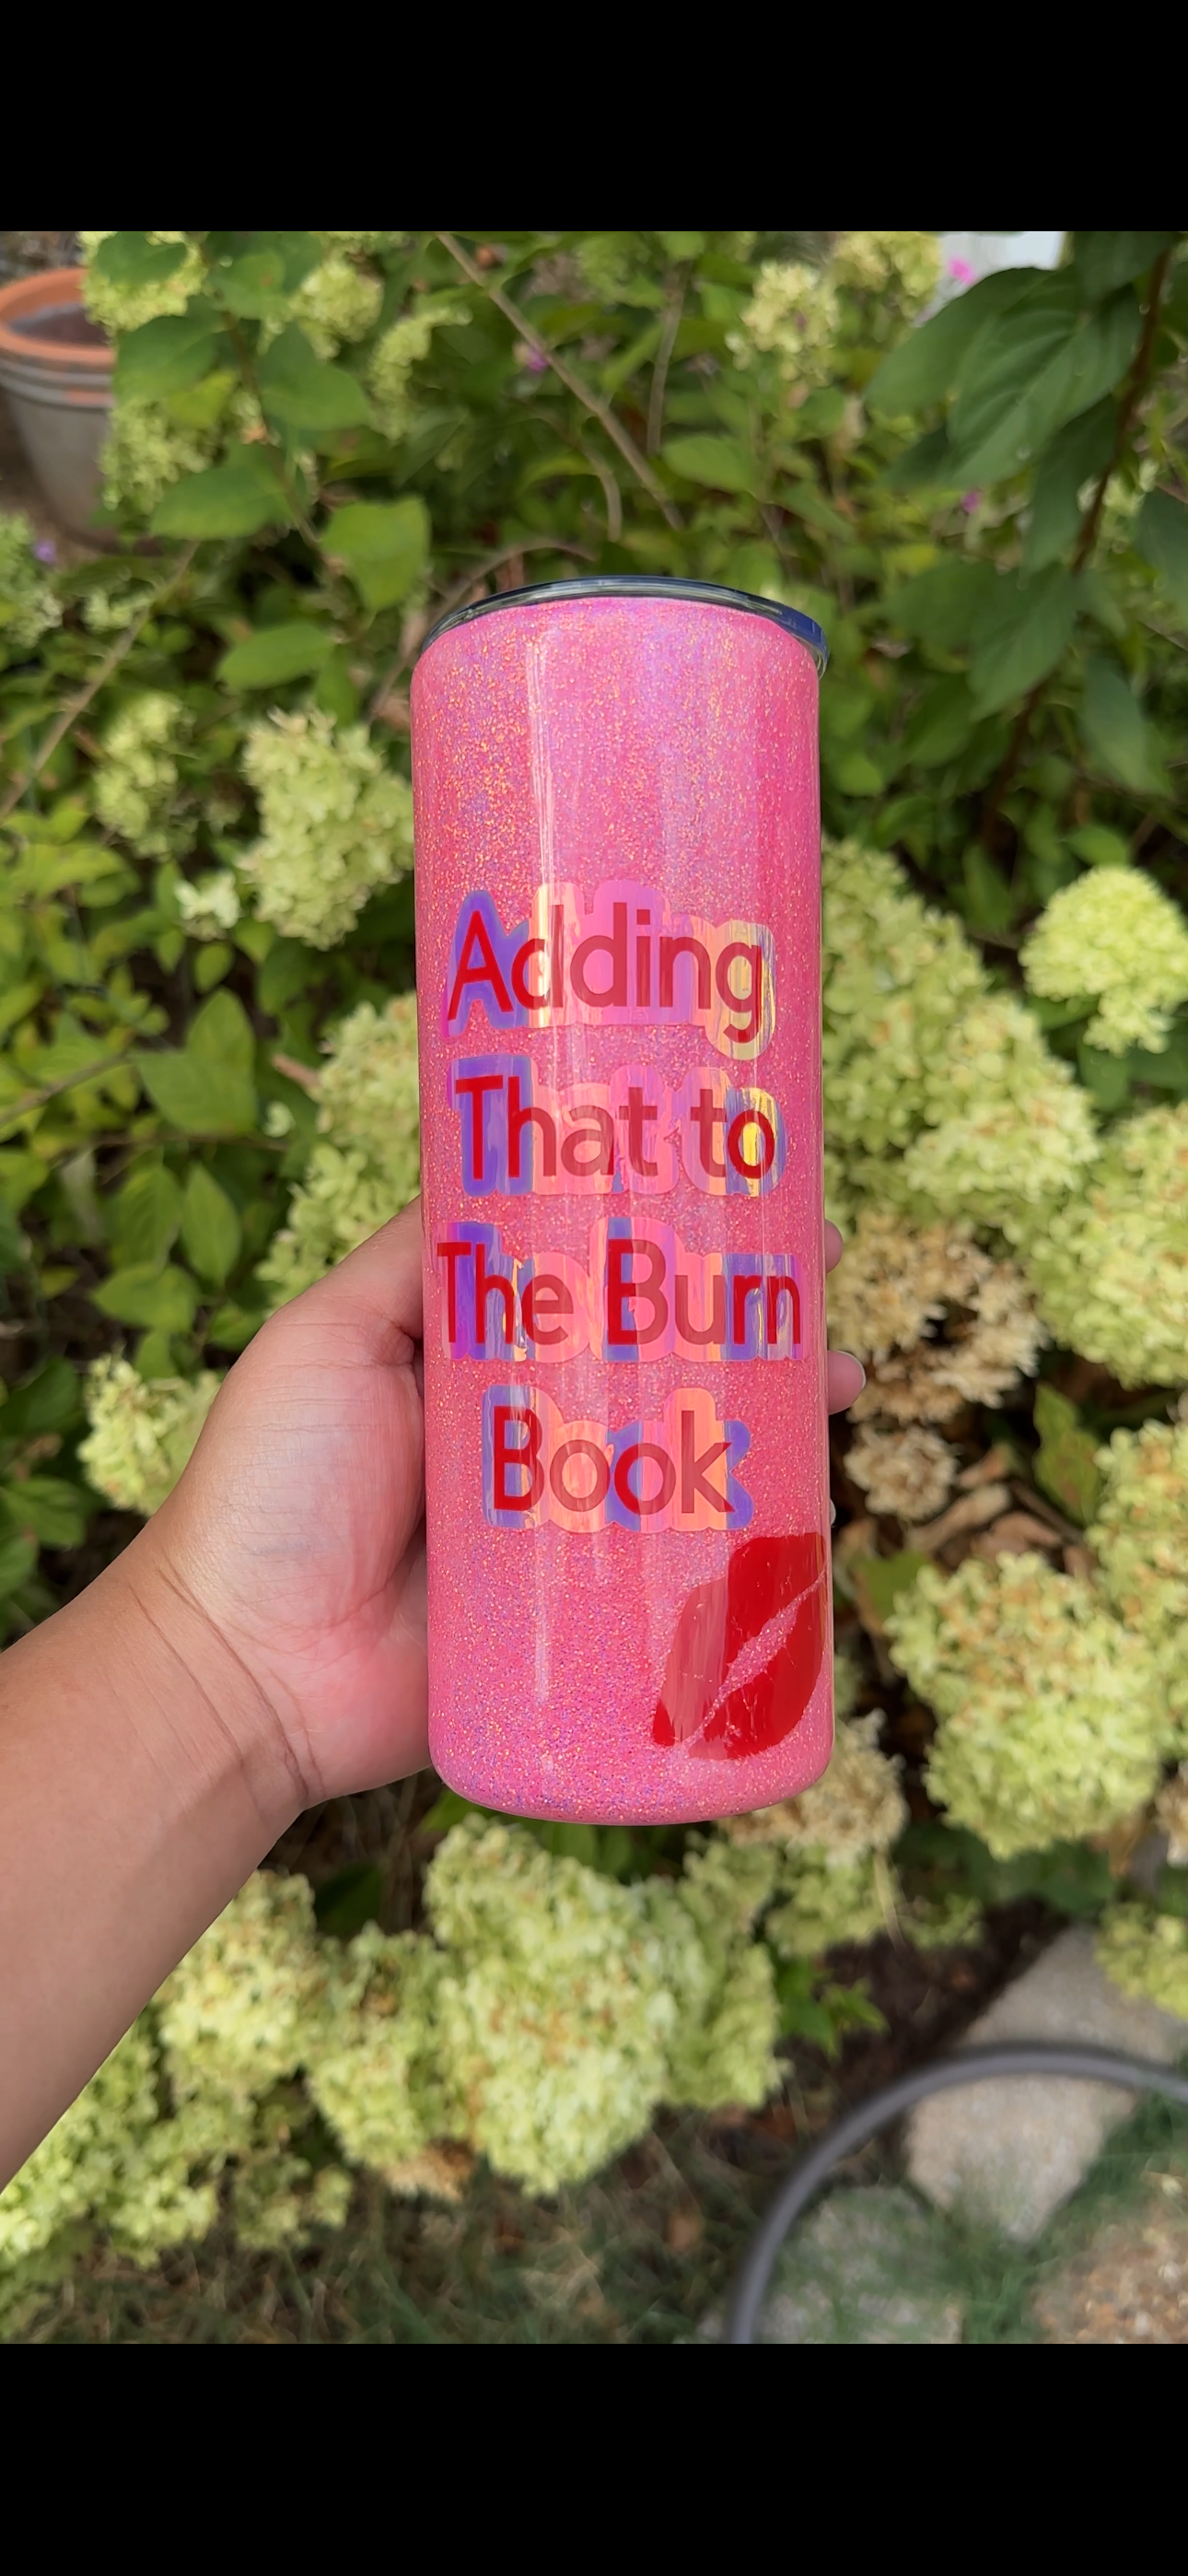 Adding
That to
The Burn
Book